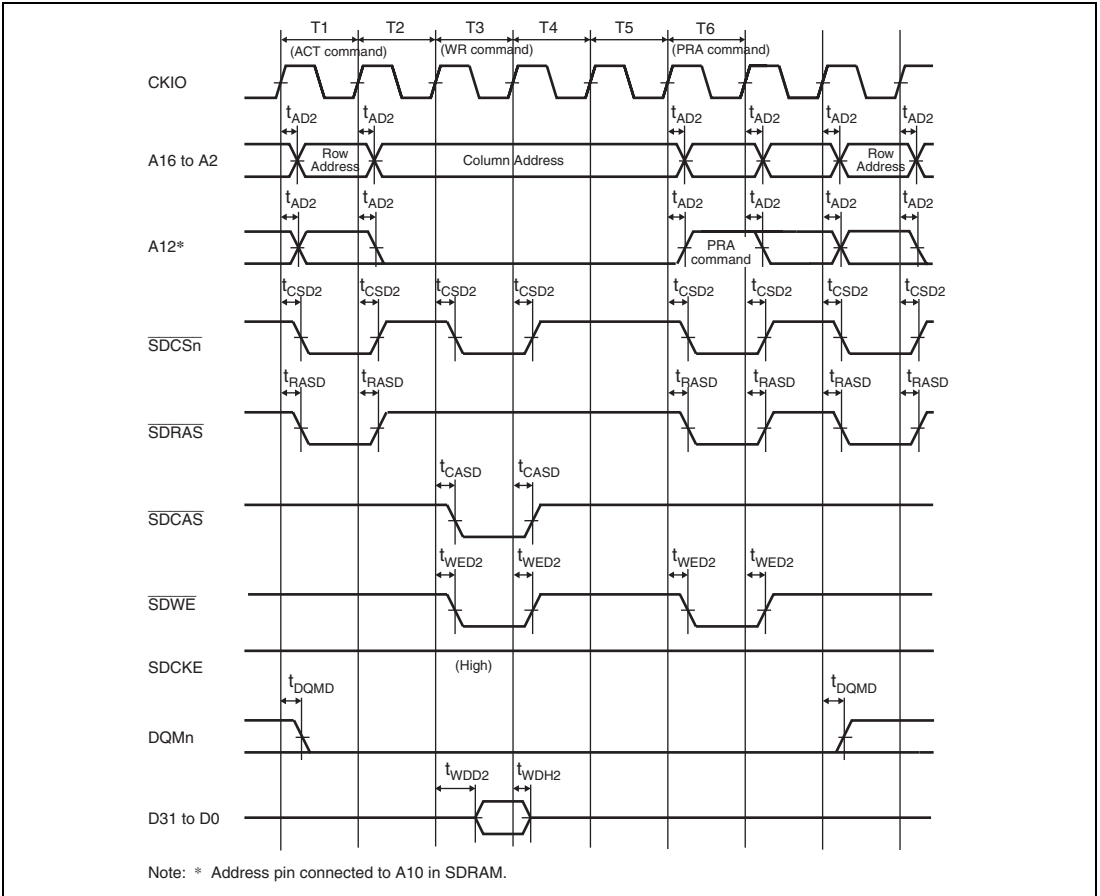 T1 T2 T3 T4 T5 T6
(ACT command) (WR command) (PRA command)
CKIO
tAD2 tAD2 tAD2 tAD2 tAD2 tAD2
A16 to A2
Row Address
Column Address
Row Address
tAD2 tAD2 tAD2 tAD2 tAD2 tAD2
A12*
PRA command
tCSD2 tCSD2 tCSD2 tCSD2 tCSD2 tCSD2 tCSD2 tCSD2
SDCSn
tRASD tRASD tRASD tRASD tRASD tRASD
SDRAS
tCASD tCASD
SDCAS
tWED2 tWED2 tWED2 tWED2
SDWE
SDCKE (High)
tDQMD tDQMD
DQMn
tWDD2 tWDH2
D31 to D0
Note: * Address pin connected to A10 in SDRAM.